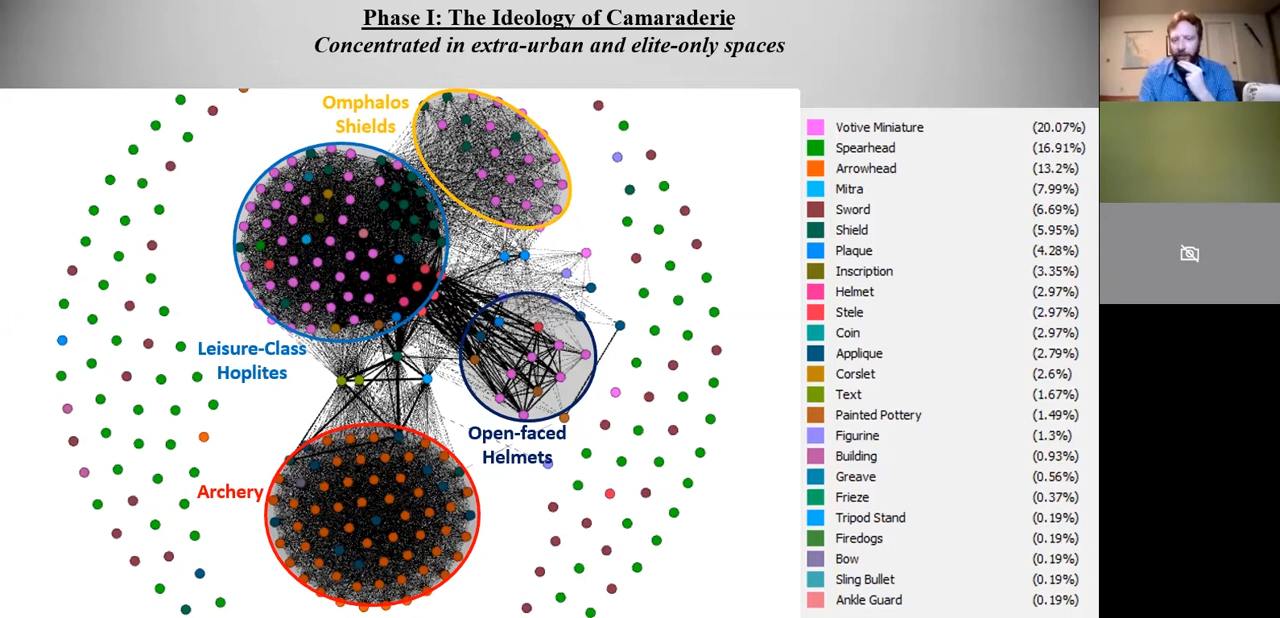 Phase I: The Ideology of Camaraderie
Concentrated in extra-urban and elite-only spaces
Omphalos
Shields
Leisure-Class
Hoplites
Open-faced
Helmets
Archery
Votive Miniature (20.07%)
Spearhead (16.91%)
Arrowhead (13.2%)
Mitra (7.99%)
Sword (6.69%)
Shield (5.95%)
Plaque (4.28%)
Inscription (3.35%)
Helmet (2.97%)
Stele (2.97%)
Coin (2.97%)
Applique (2.79%)
Corslet (2.6%)
Text (1.67%)
Painted Pottery (1.49%)
Figurine (1.3%)
Building (0.93%)
Greave (0.56%)
Frieze (0.37%)
Tripod Stand (0.19%)
Firedogs (0.19%)
Bow (0.19%)
Sling Bullet (0.19%)
Ankle Guard (0.19%)